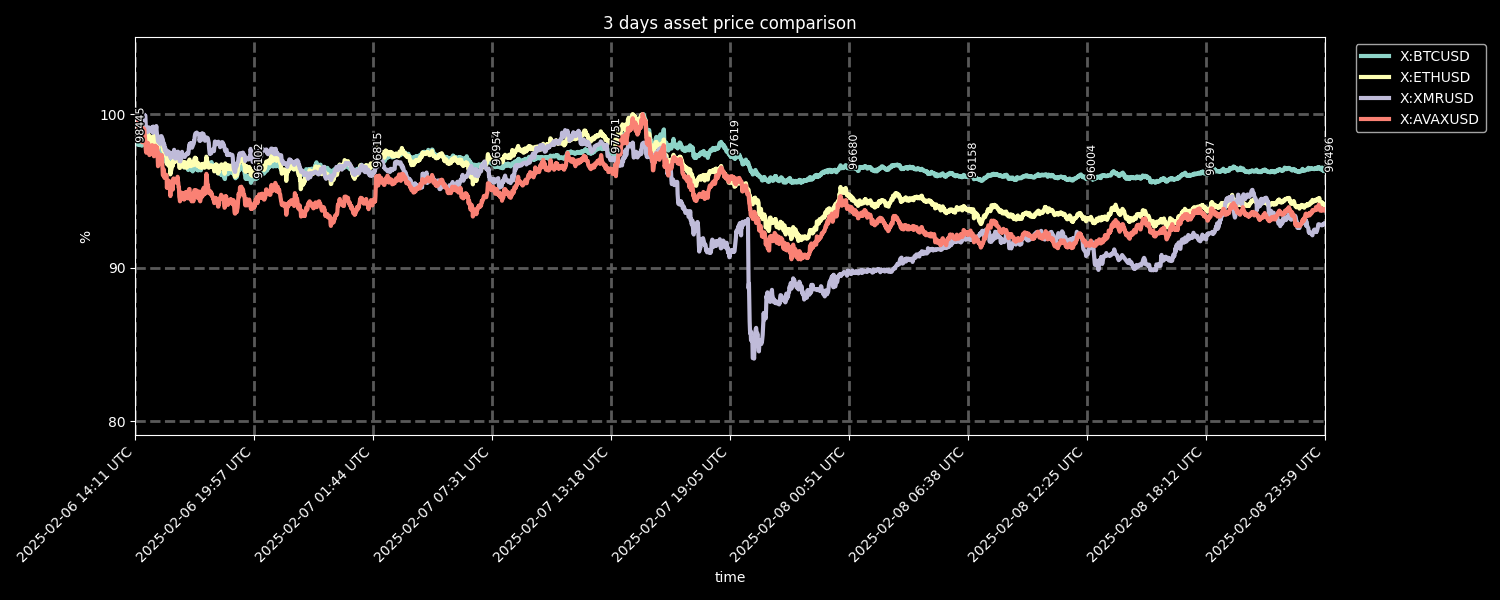 3 days asset price comparison
X:BTCUSD
X:ETHUSD
X:XMRUSD
X:AVAXUSD
100
90
80
%
98445
96102
96815
96954
97751
97619
96680
96158
96004
96297
96496
2025-02-06 14:11 UTC
2025-02-06 19:57 UTC
2025-02-07 01:44 UTC
2025-02-07 07:31 UTC
2025-02-07 13:18 UTC
2025-02-07 19:05 UTC
2025-02-08 00:51 UTC
2025-02-08 06:38 UTC
2025-02-08 12:25 UTC
2025-02-08 18:12 UTC
2025-02-08 23:59 UTC
time